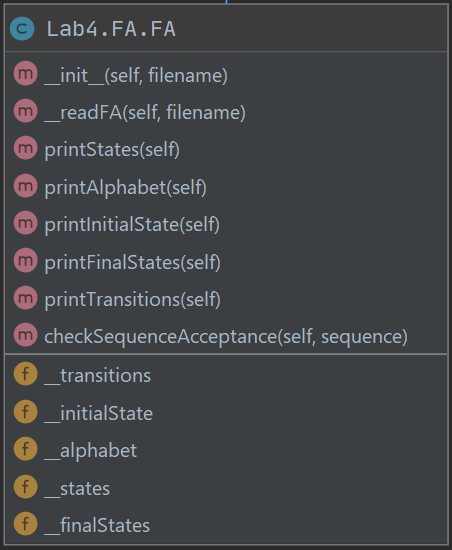 C Lab4.FA.FA
m __init__(self, filename)
m __readFA(self, filename)
m printStates(self)
m printAlphabet(self)
m printInitialState(self)
m printFinalStates(self)
m printTransitions(self)
m checkSequenceAcceptance(self, sequence)
f __transitions
f __initialState
f __alphabet
f __states
f __finalStates